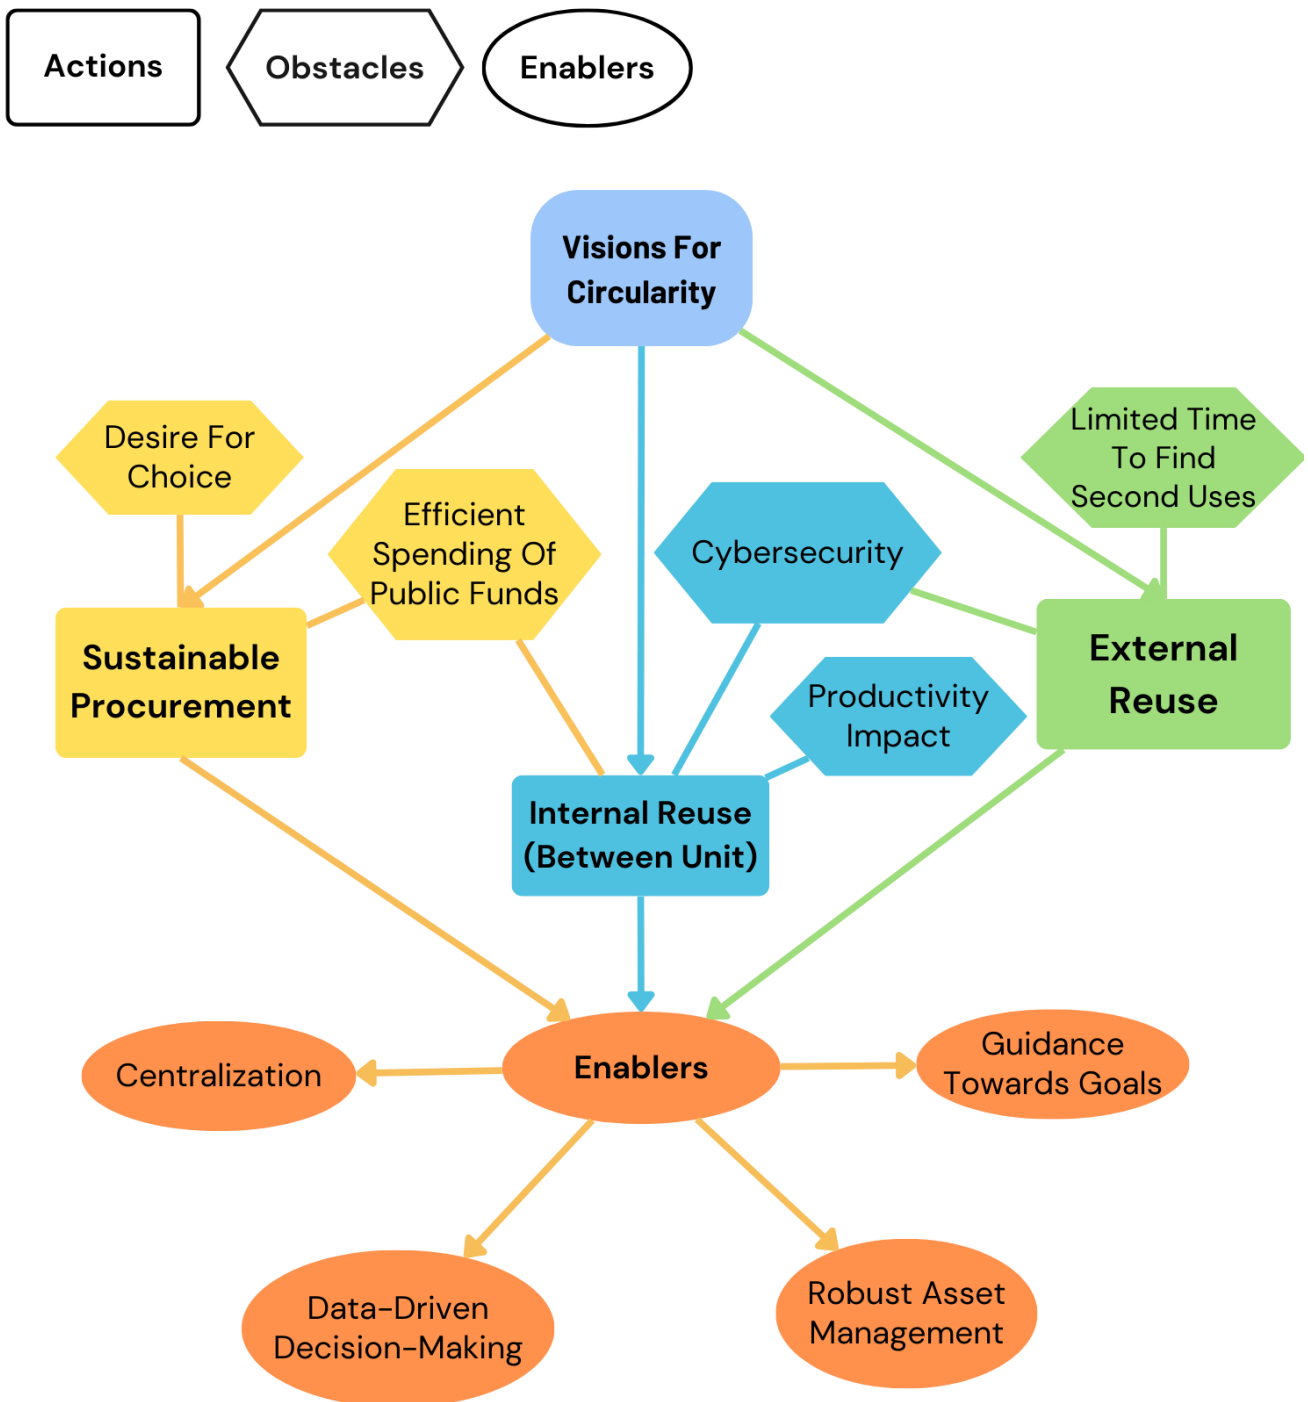 Actions
Obstacles
Enablers
Visions For
Circularity
Desire For
Choice
Efficient
Spending Of
Public Funds
Cybersecurity
Limited Time
To Find
Second Uses
Sustainable
Procurement
External
Reuse
Productivity
Impact
Internal Reuse
(Between Unit)
Centralization
Enablers
Guidance
Towards Goals
Data-Driven
Decision-Making
Robust Asset
Management